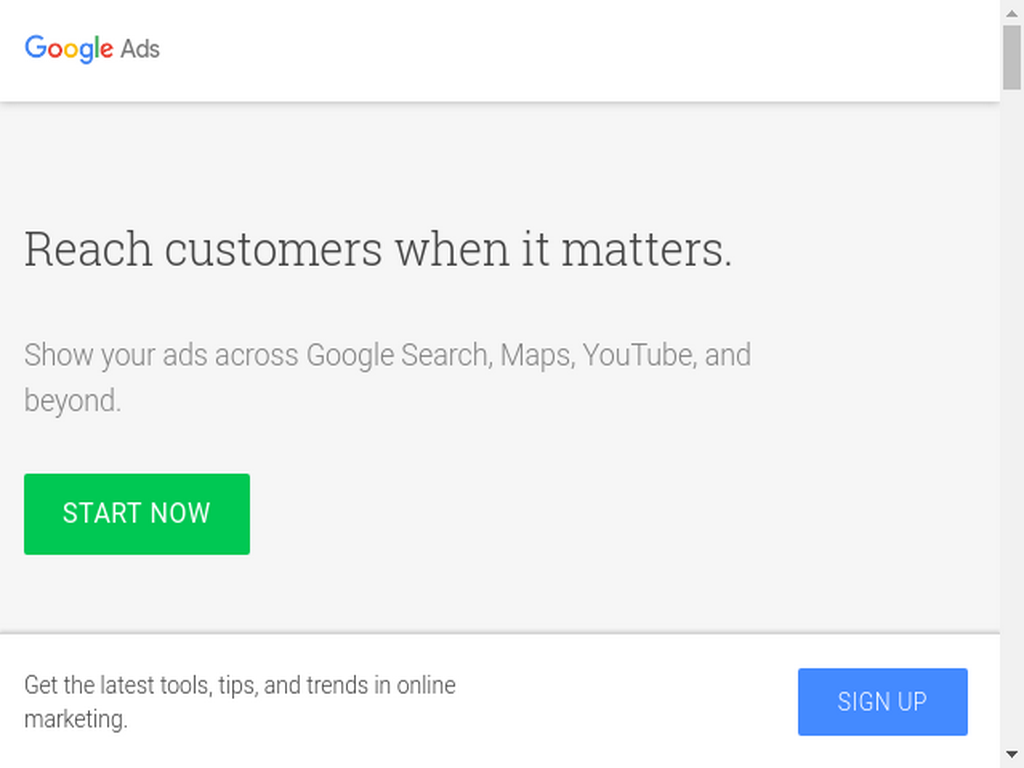 Google Ads
Reach customers when it matters.
Show your ads across Google Search, Maps, YouTube, and
beyond.
START NOW
Get the latest tools, tips, and trends in online
marketing.
SIGN UP